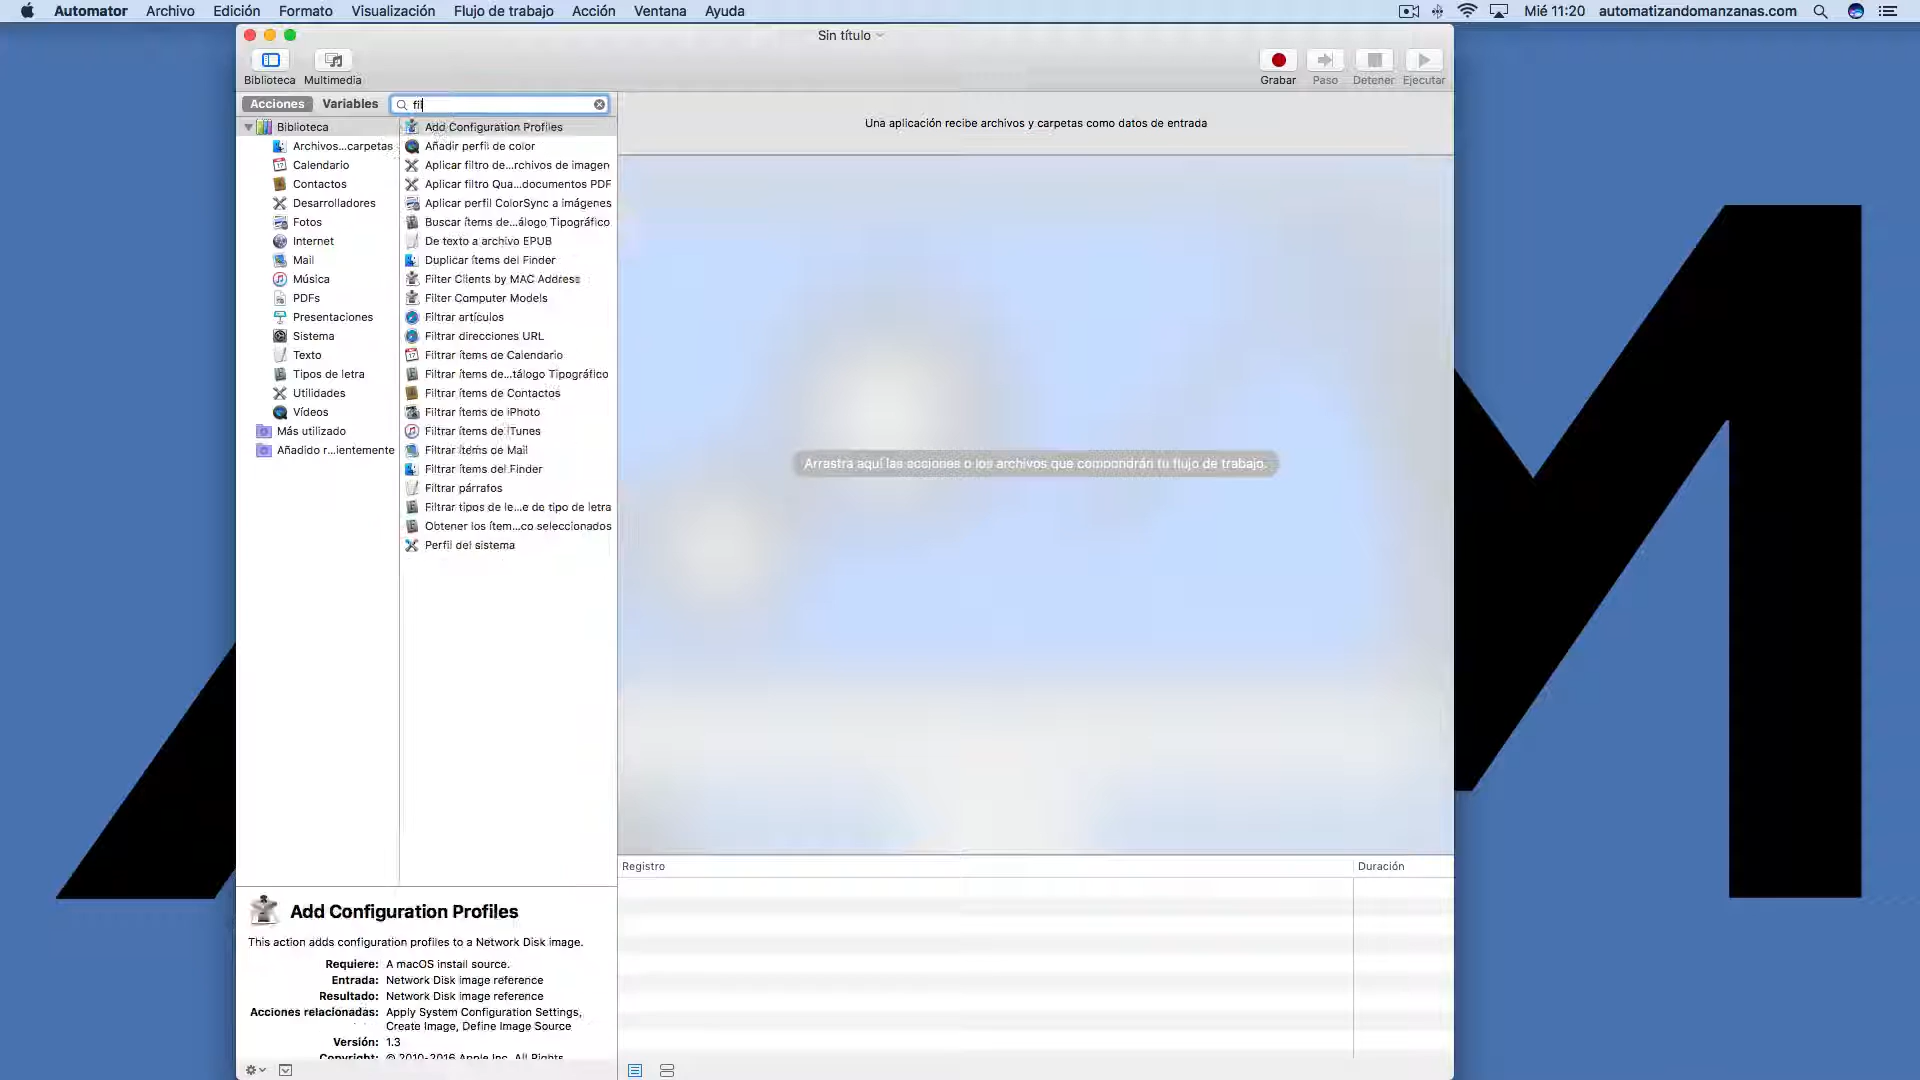 Automator Archivo Edición Formato Visualización Flujo de trabajo Acción Ventana Ayuda Mié 11:20 automatizandomanzanas.com
Sin título
Biblioteca Multimedia Grabar Paso Detener Ejecutar
Acciones Variables fil
Una aplicación recibe archivos y carpetas como datos de entrada
Biblioteca
Archivos...carpetas
Calendario
Contactos
Desarrolladores
Fotos
Internet
Mail
Música
PDFs
Presentaciones
Sistema
Texto
Tipos de letra
Utilidades
Vídeos
Más utilizado
Añadido r...ientemente
Add Configuration Profiles
Añadir perfil de color
Aplicar filtro de...rchivos de imagen
Aplicar filtro Qua...documentos PDF
Aplicar perfil ColorSync a imágenes
Buscar ítems de...álogo Tipográfico
De texto a archivo EPUB
Duplicar ítems del Finder
Filter Clients by MAC Address
Filter Computer Models
Filtrar artículos
Filtrar direcciones URL
Filtrar ítems de Calendario
Filtrar ítems de...tálogo Tipográfico
Filtrar ítems de Contactos
Filtrar ítems de iPhoto
Filtrar ítems de iTunes
Filtrar ítems de Mail
Filtrar ítems del Finder
Filtrar párrafos
Filtrar tipos de le...e de tipo de letra
Obtener los ítem...co seleccionados
Perfil del sistema
Arrastra aquí las acciones o los archivos que compondrán tu flujo de trabajo.
Registro Duración
Add Configuration Profiles
This action adds configuration profiles to a Network Disk image.
Requiere: A macOS install source.
Entrada: Network Disk image reference
Resultado: Network Disk image reference
Acciones relacionadas: Apply System Configuration Settings,
Create Image, Define Image Source
Versión: 1.3
Copyright: © 2010-2016 Apple Inc. All Rights